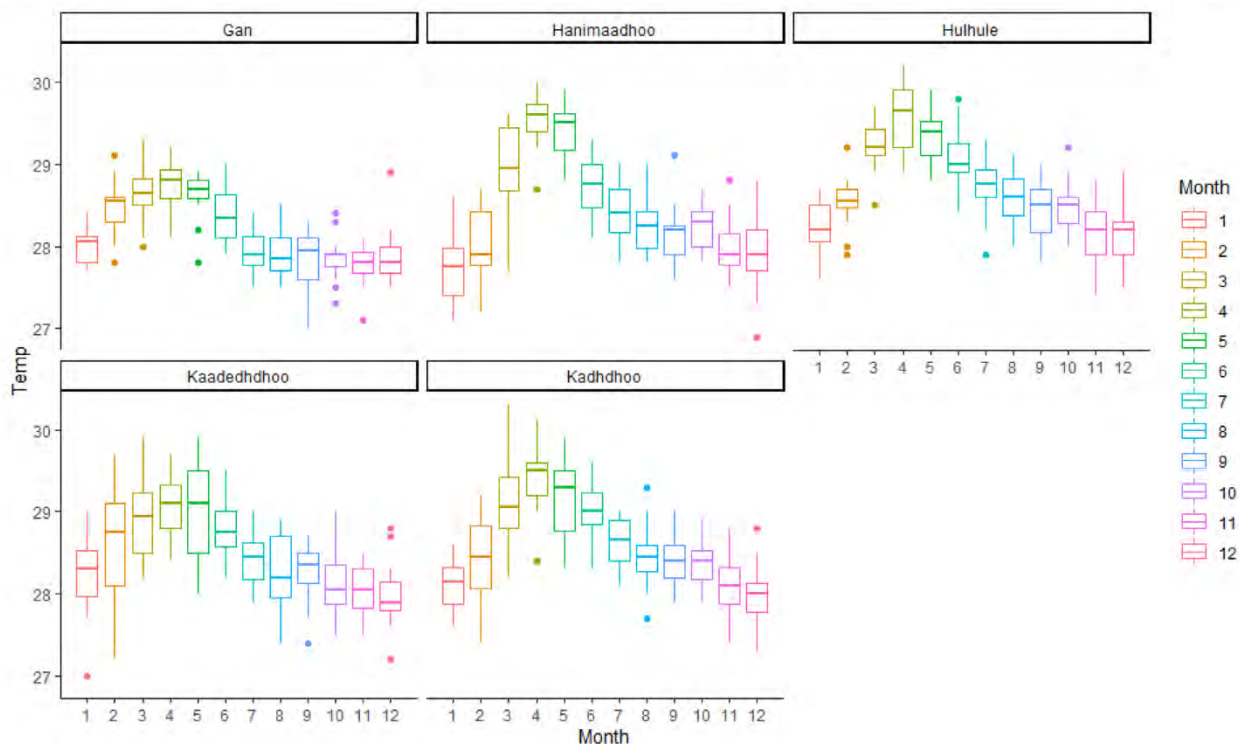 Gan Hanimaadhoo Hulhule
30
29
28
27
1 2 3 4 5 6 7 8 9 10 11 12
Kaadedhdhoo Kadhdhoo
30
29
28
27
1 2 3 4 5 6 7 8 9 10 11 12 1 2 3 4 5 6 7 8 9 10 11 12
Temp
Month
Month
1
2
3
4
5
6
7
8
9
10
11
12